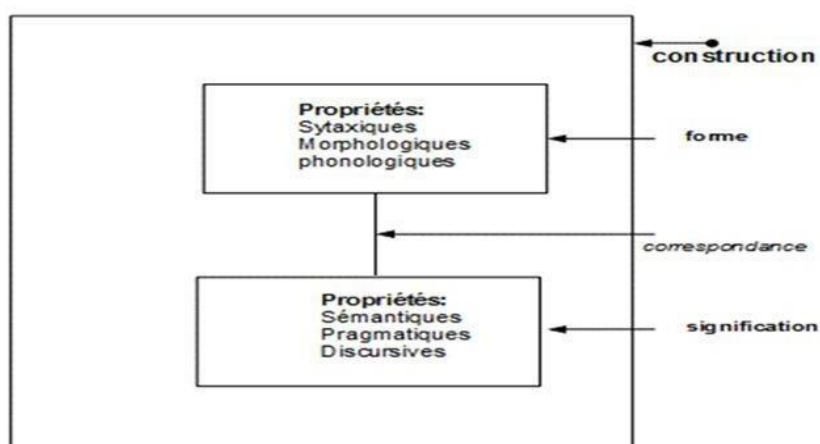 construction
Propriétés:
Sytaxiques
Morphologiques
phonologiques
forme
correspondance
Propriétés:
Sémantiques
Pragmatiques
Discursives
signification